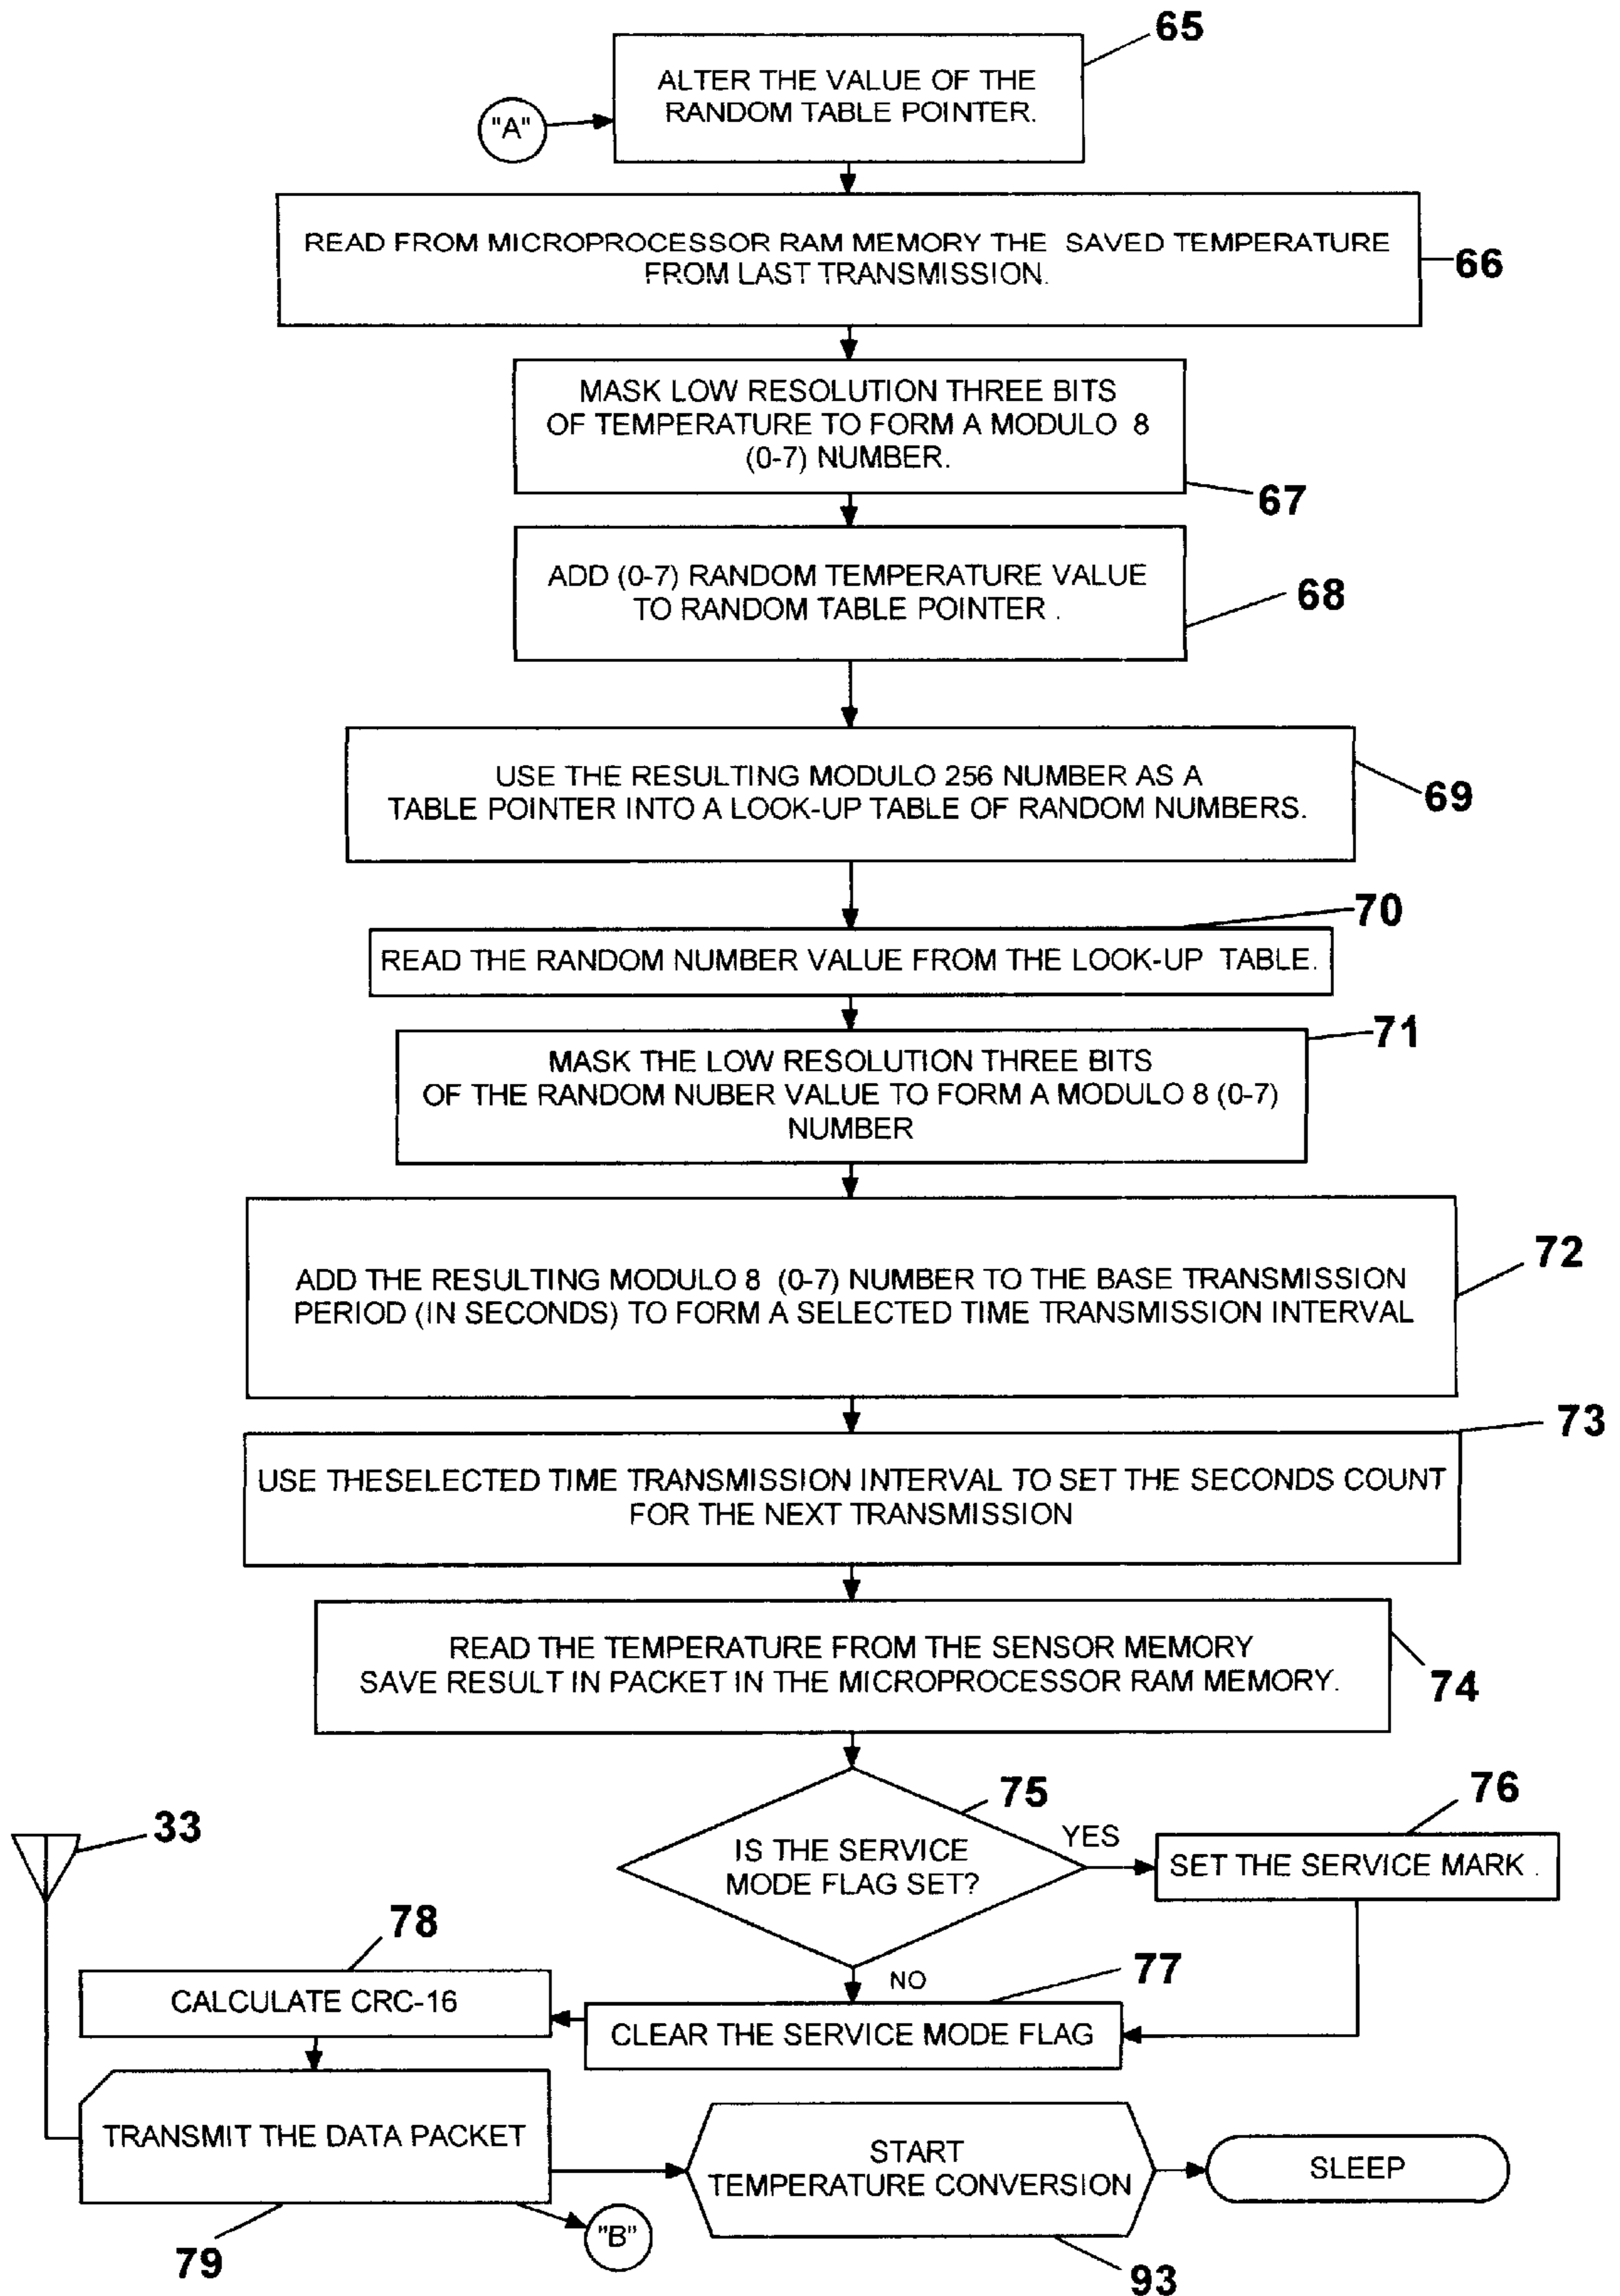 65
ALTER THE VALUE OF THE
RANDOM TABLE POINTER.
"A"
READ FROM MICROPROCESSOR RAM MEMORY THE SAVED TEMPERATURE
FROM LAST TRANSMISSION.
66
MASK LOW RESOLUTION THREE BITS
OF TEMPERATURE TO FORM A MODULO 8
(0-7) NUMBER.
67
ADD (0-7) RANDOM TEMPERATURE VALUE
TO RANDOM TABLE POINTER .
68
USE THE RESULTING MODULO 256 NUMBER AS A
TABLE POINTER INTO A LOOK-UP TABLE OF RANDOM NUMBERS.
69
70
READ THE RANDOM NUMBER VALUE FROM THE LOOK-UP TABLE.
71
MASK THE LOW RESOLUTION THREE BITS
OF THE RANDOM NUBER VALUE TO FORM A MODULO 8 (0-7)
NUMBER
72
ADD THE RESULTING MODULO 8 (0-7) NUMBER TO THE BASE TRANSMISSION
PERIOD (IN SECONDS) TO FORM A SELECTED TIME TRANSMISSION INTERVAL
73
USE THESELECTED TIME TRANSMISSION INTERVAL TO SET THE SECONDS COUNT
FOR THE NEXT TRANSMISSION
READ THE TEMPERATURE FROM THE SENSOR MEMORY
SAVE RESULT IN PACKET IN THE MICROPROCESSOR RAM MEMORY.
74
75
IS THE SERVICE
MODE FLAG SET?
YES
76
SET THE SERVICE MARK .
33
NO
77
CLEAR THE SERVICE MODE FLAG
78
CALCULATE CRC-16
TRANSMIT THE DATA PACKET
79
"B"
START
TEMPERATURE CONVERSION
93
SLEEP